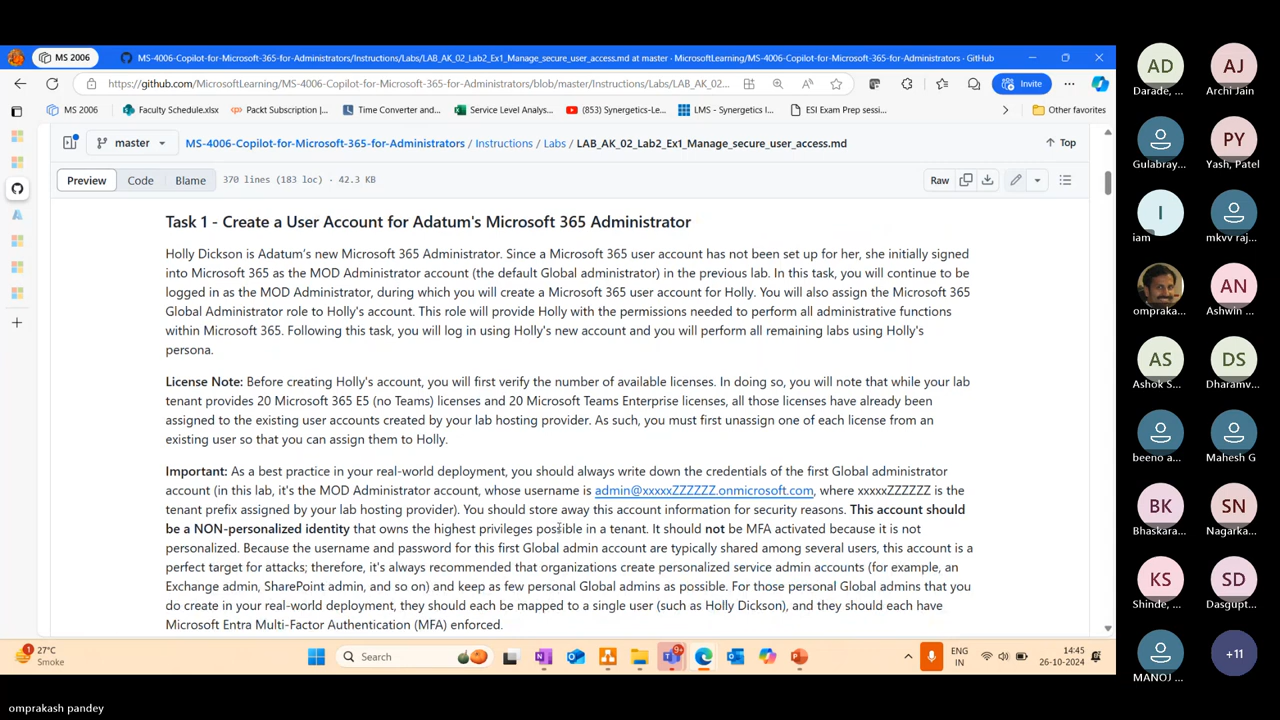 MS 2006
MS-4006-Copilot-for-Microsoft-365-for-Administrators/Instructions/Labs/LAB_AK_02_Lab2_Ex1_Manage_secure_user_access.md at master · MicrosoftLearning/MS-4006-Copilot-for-Microsoft-365-for-Administrators - GitHub
https://github.com/MicrosoftLearning/MS-4006-Copilot-for-Microsoft-365-for-Administrators/blob/master/Instructions/Labs/LAB_AK_02...
Invite
MS 2006
Faculty Schedule.xlsx
Packt Subscription |...
Time Converter and...
Service Level Analys...
(853) Synergetics-Le...
LMS - Synergetics I...
ESI Exam Prep sessi...
Other favorites
master
MS-4006-Copilot-for-Microsoft-365-for-Administrators / Instructions / Labs / LAB_AK_02_Lab2_Ex1_Manage_secure_user_access.md
Top
Preview
Code
Blame
370 lines (183 loc) · 42.3 KB
Raw
Task 1 - Create a User Account for Adatum's Microsoft 365 Administrator
Holly Dickson is Adatum's new Microsoft 365 Administrator. Since a Microsoft 365 user account has not been set up for her, she initially signed
into Microsoft 365 as the MOD Administrator account (the default Global administrator) in the previous lab. In this task, you will continue to be
logged in as the MOD Administrator, during which you will create a Microsoft 365 user account for Holly. You will also assign the Microsoft 365
Global Administrator role to Holly's account. This role will provide Holly with the permissions needed to perform all administrative functions
within Microsoft 365. Following this task, you will log in using Holly's new account and you will perform all remaining labs using Holly's
persona.
License Note: Before creating Holly's account, you will first verify the number of available licenses. In doing so, you will note that while your lab
tenant provides 20 Microsoft 365 E5 (no Teams) licenses and 20 Microsoft Teams Enterprise licenses, all those licenses have already been
assigned to the existing user accounts created by your lab hosting provider. As such, you must first unassign one of each license from an
existing user so that you can assign them to Holly.
Important: As a best practice in your real-world deployment, you should always write down the credentials of the first Global administrator
account (in this lab, it's the MOD Administrator account, whose username is admin@xxxxxZZZZZZ.onmicrosoft.com, where xxxxxZZZZZZ is the
tenant prefix assigned by your lab hosting provider). You should store away this account information for security reasons. This account should
be a NON-personalized identity that owns the highest privileges possible in a tenant. It should not be MFA activated because it is not
personalized. Because the username and password for this first Global admin account are typically shared among several users, this account is a
perfect target for attacks; therefore, it's always recommended that organizations create personalized service admin accounts (for example, an
Exchange admin, SharePoint admin, and so on) and keep as few personal Global admins as possible. For those personal Global admins that you
do create in your real-world deployment, they should each be mapped to a single user (such as Holly Dickson), and they should each have
Microsoft Entra Multi-Factor Authentication (MFA) enforced.
1
27°C
Smoke
Search
9+
ENG
IN
14:45
26-10-2024
AD
Darade, ...
AJ
Archi Jain
Gulabray...
PY
Yash, Patel
I
iam
mkvv raj...
ompraka...
AN
Ashwin ...
AS
Ashok S...
DS
Dharamv...
beeno a...
Mahesh G
BK
Bhaskara...
SN
Nagarka...
KS
Shinde, ...
SD
Dasgupt...
MANOJ ...
+11
omprakash pandey